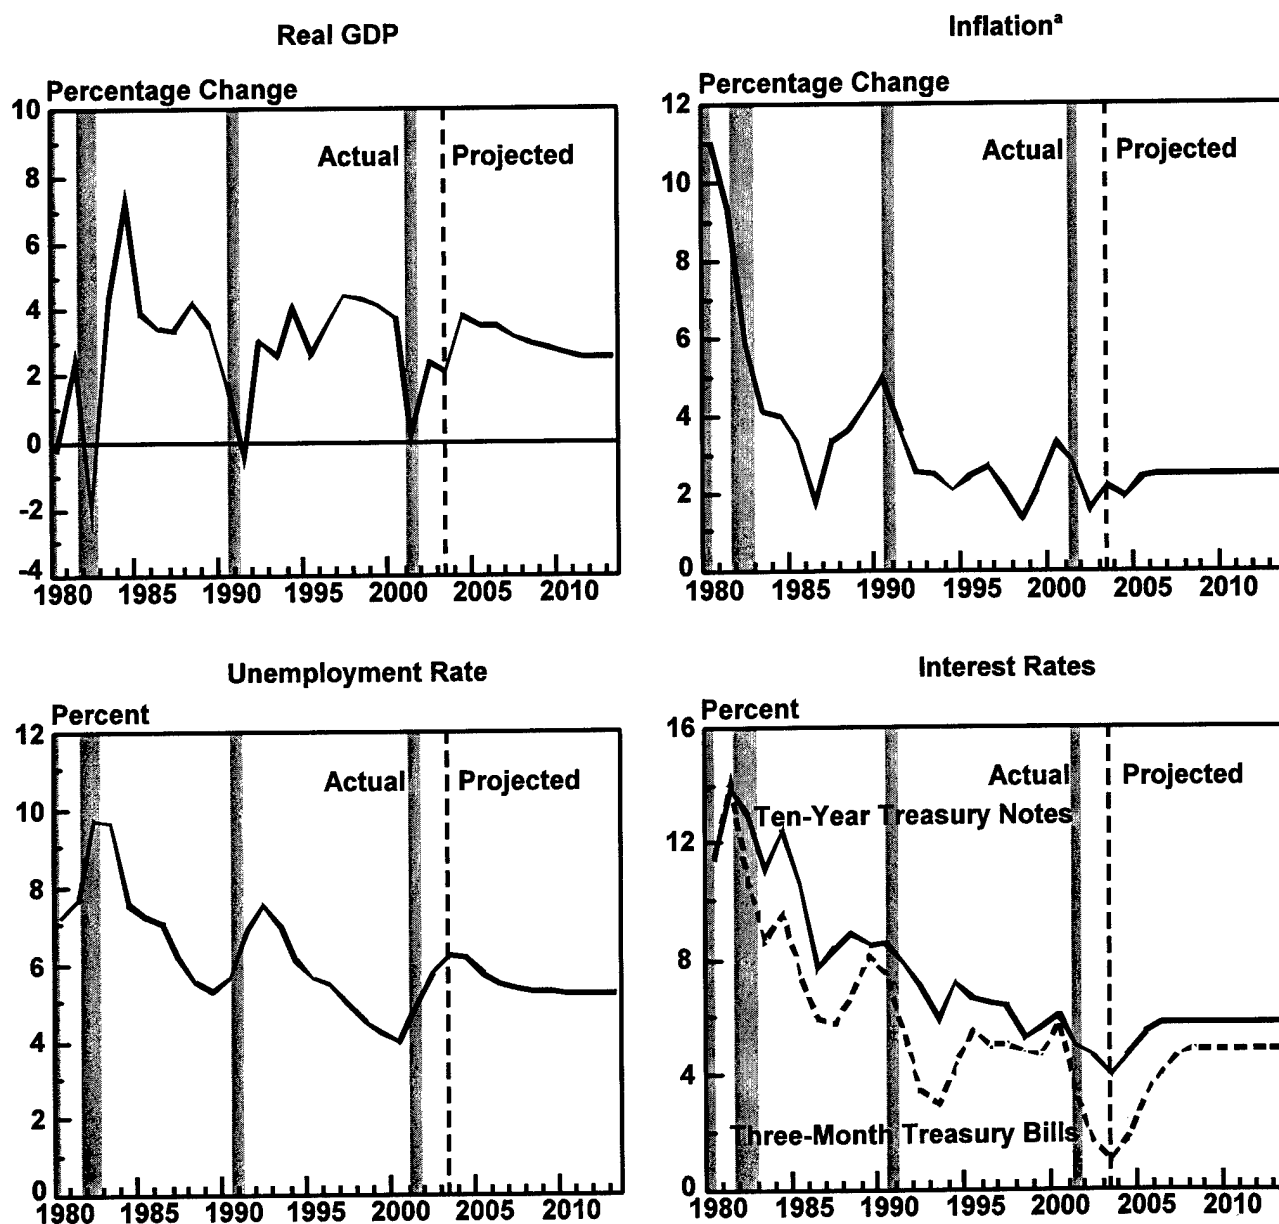 Real GDP
Percentage Change
10
8
6
4
2
0
-2
-4
Actual
Projected
1980 1985 1990 1995 2000 2005 2010
Inflationᵃ
Percentage Change
12
10
8
6
4
2
0
Actual
Projected
1980 1985 1990 1995 2000 2005 2010
Unemployment Rate
Percent
12
10
8
6
4
2
0
Actual
Projected
1980 1985 1990 1995 2000 2005 2010
Interest Rates
Percent
16
12
8
4
0
Actual
Projected
Ten-Year Treasury Notes
Three-Month Treasury Bills
1980 1985 1990 1995 2000 2005 2010